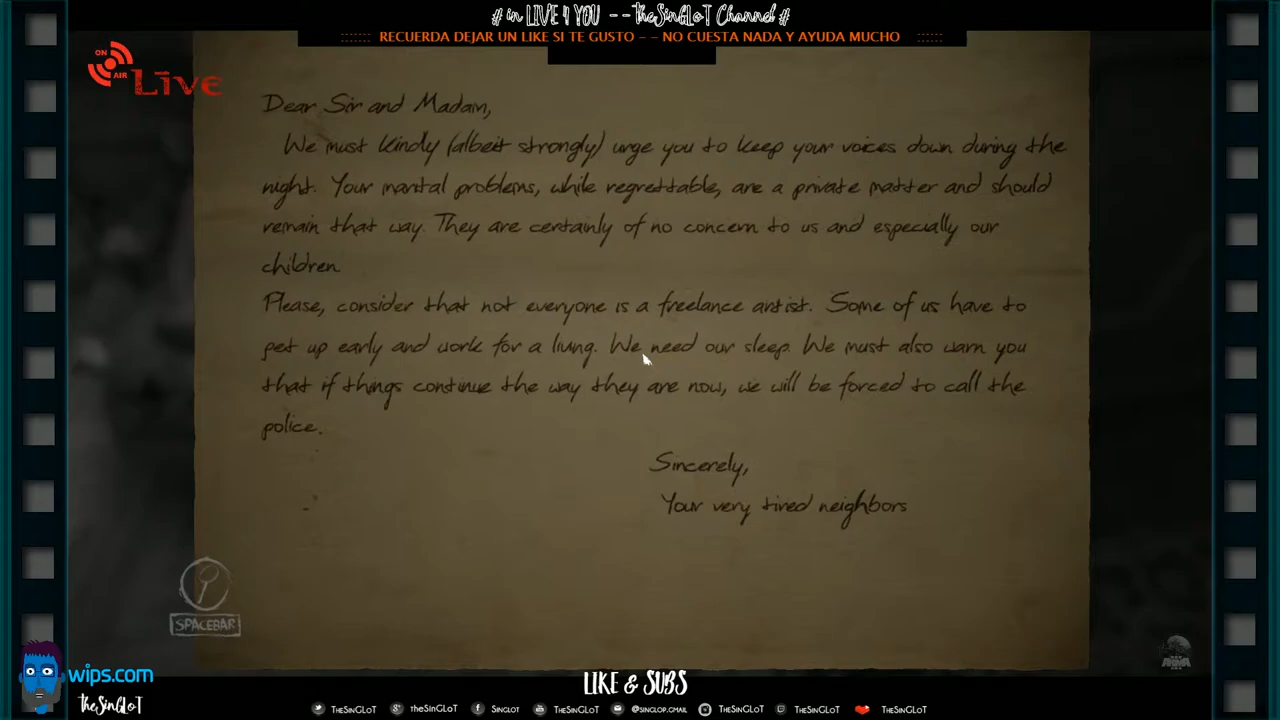 # in LIVE 4 YOU -- theSinGLoT Channel #
:::::: RECUERDA DEJAR UN LIKE SI TE GUSTO -- NO CUESTA NADA Y AYUDA MUCHO ::::::
ON AIR
Live
Dear Sir and Madam,
We must kindy (albeit strongly) urge you to keep your voices down during the
night. Your marital problems, while regrettable, are a private matter and should
remain that way. They are certainly of no concern to us and especially our
children.
Please, consider that not everyone is a freelance artist. Some of us have to
get up early and work for a living. We need our sleep. We must also warn you
that if things continue the way they are now, we will be forced to call the
police.
Sincerely,
Your very tired neighbors
SPACEBAR
wips.com
theSinGLoT
LIKE & SUBS
THESINGLOT theSinGLOT SINGLOT THESINGLOT @SINGLOP.GMAIL THESINGLOT THESINGLOT THESINGLOT